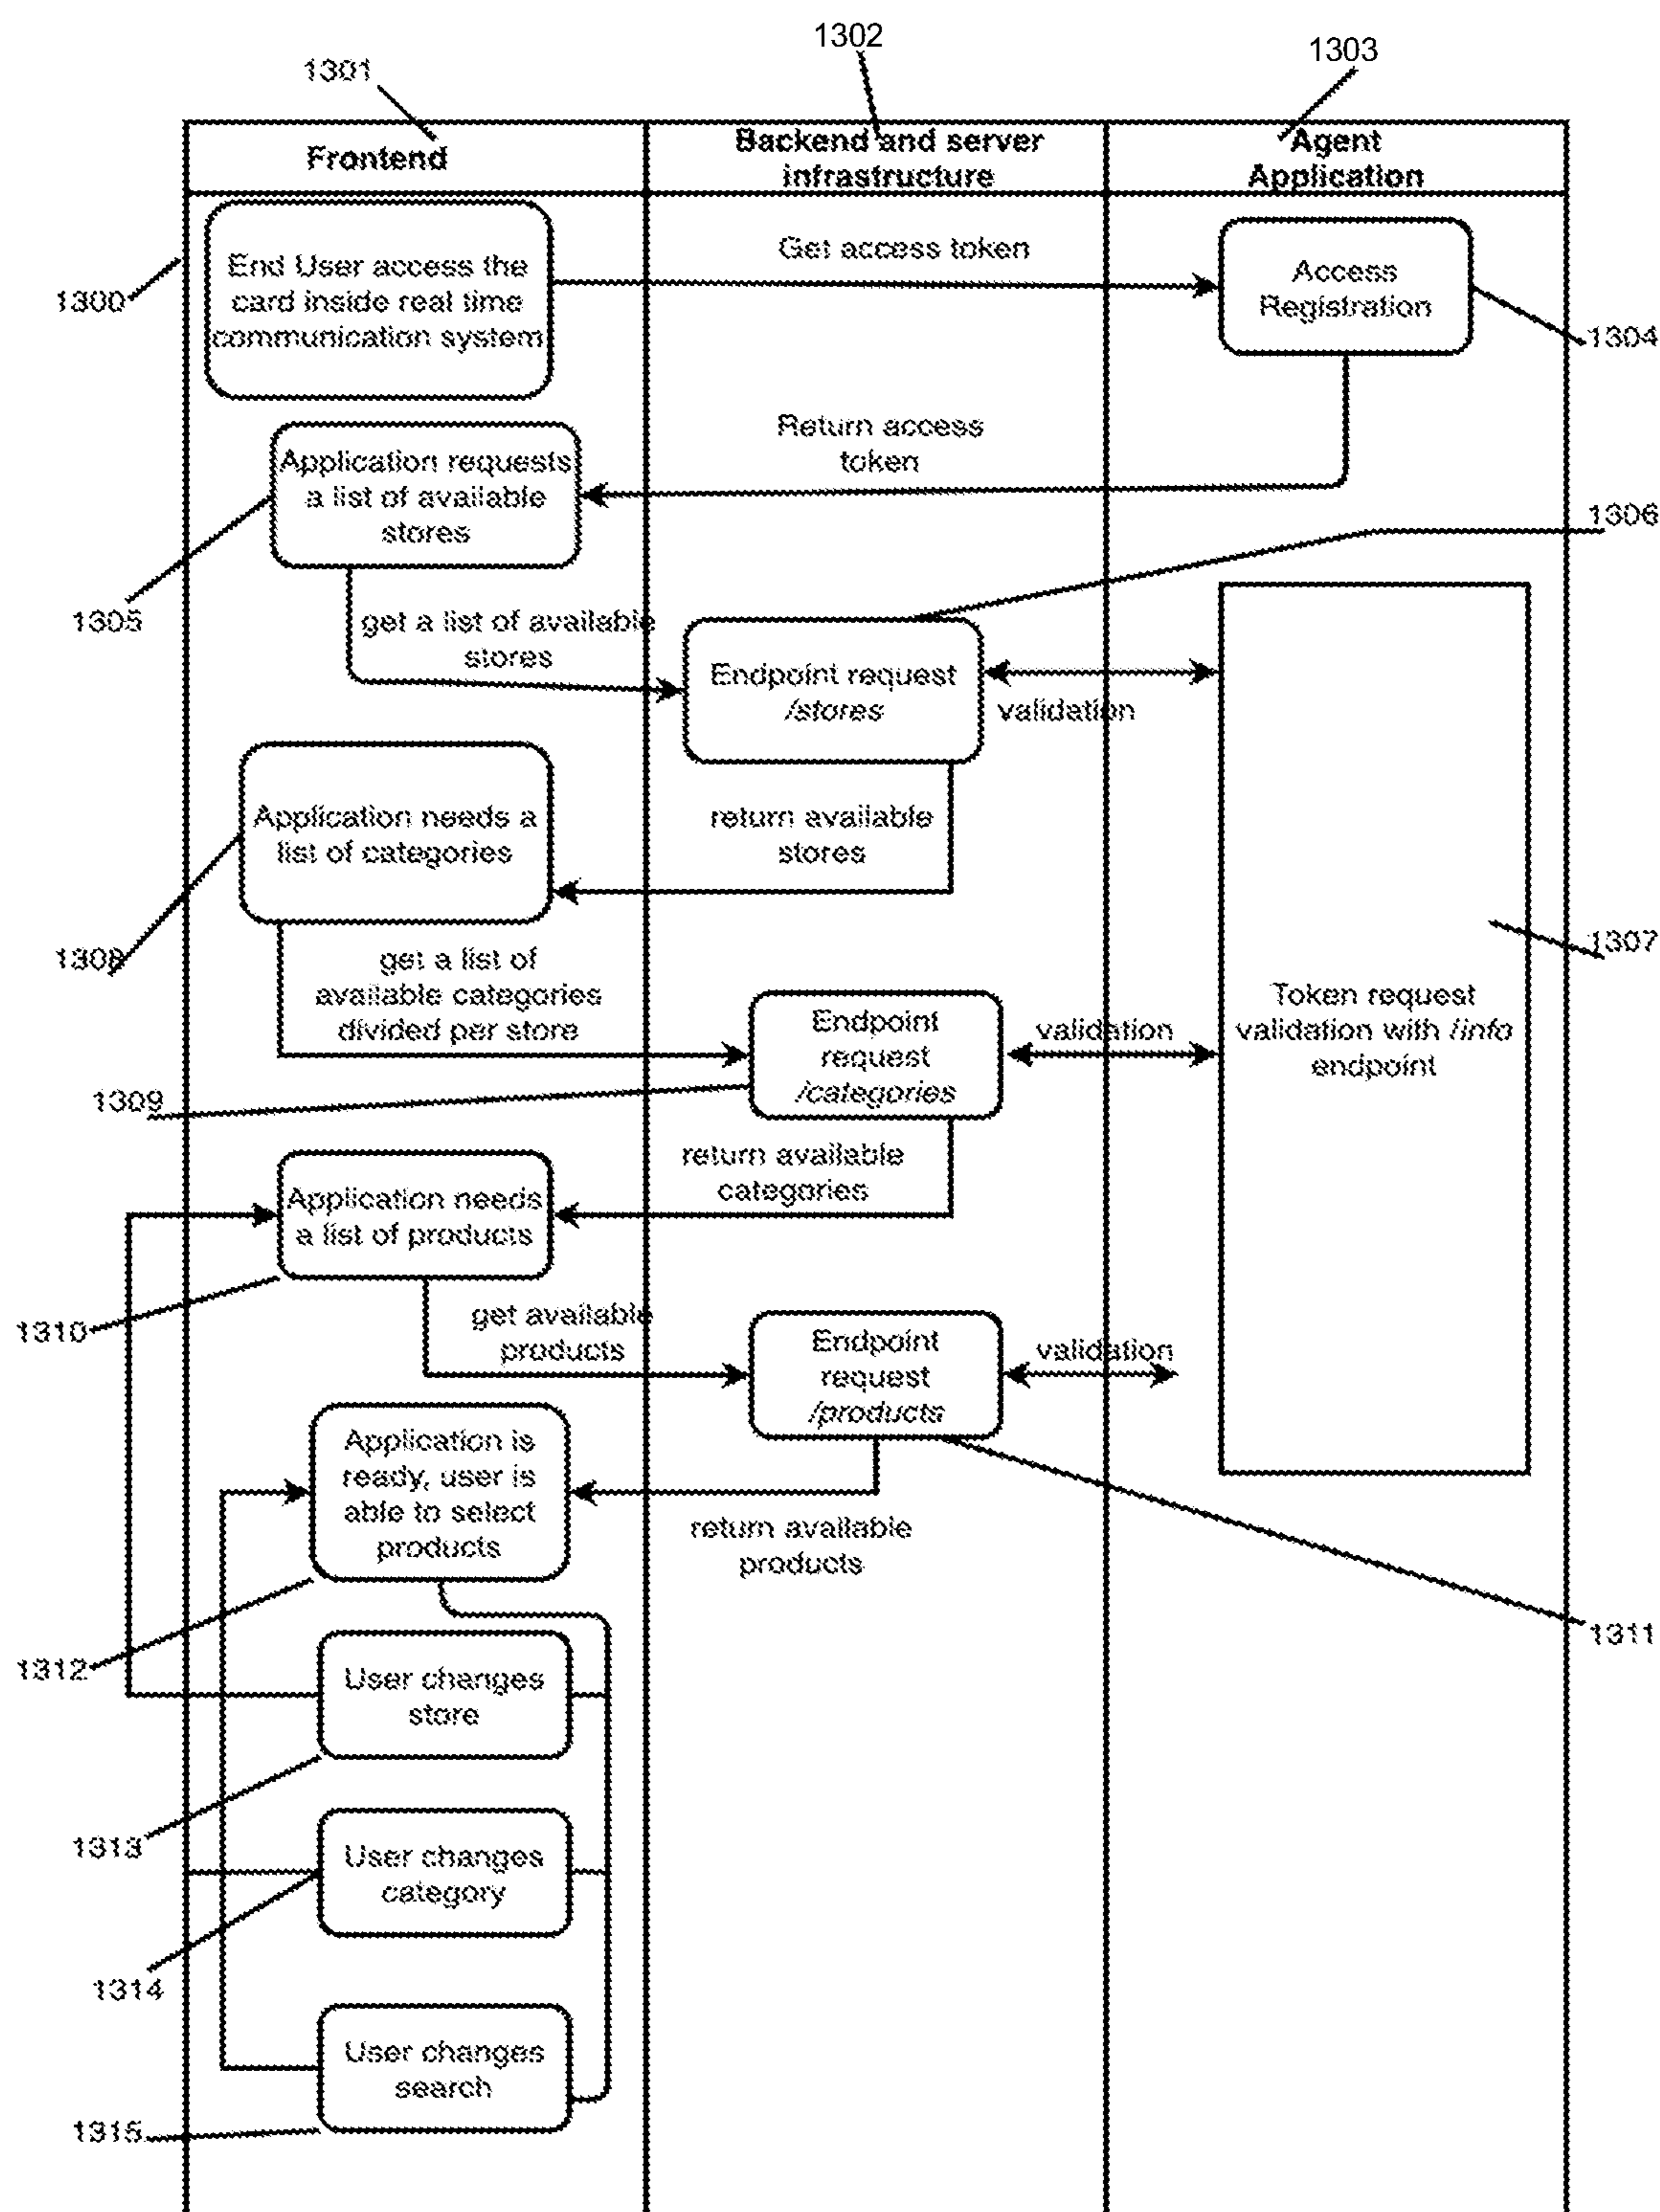 1302
1303
1301
Frontend
Backend and server
infrastructure
Agent
Application
End User access the
card inside real time
communication system
Get access token
Access
Registration
1300
1304
Return access
token
Application requests
a list of available
stores
1306
1305
get a list of available
stores
Endpoint request
/stores
validation
Application needs a
list of categories
return available
stores
1308
1307
get a list of
available categories
divided per store
Endpoint
request
/categories
validation
Token request
validation with /info
endpoint
1309
return available
categories
Application needs
a list of products
1310
get available
products
Endpoint
request
/products
validation
Application is
ready, user is
able to select
products
return available
products
1311
1312
User changes
store
1313
User changes
category
1314
User changes
search
1315